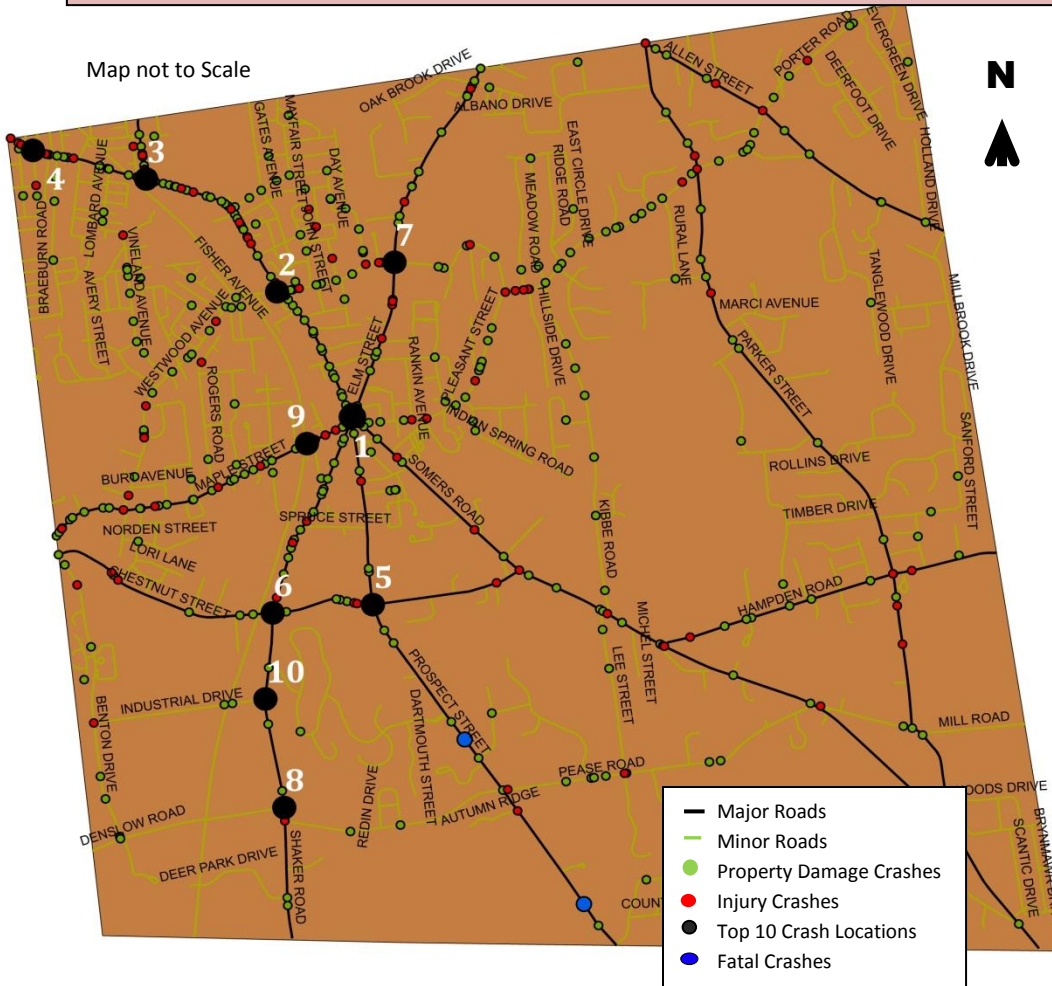 Map not to Scale
N
OAK BROOK DRIVE
ALBANO DRIVE
ALLEN STREET
PORTER ROAD
EVERGREEN DRIVE
DEERFOOT DRIVE
HOLLAND DRIVE
GATES AVENUE
MAYFAIR STREET
SON STREET
DAY AVENUE
EAST CIRCLE DRIVE
RIDGE ROAD
MEADOW ROAD
3
4
BRAEBURN ROAD
LOMBARD AVENUE
AVERY STREET
VINELAND AVENUE
FISHER AVENUE
2
7
HILLSIDE DRIVE
RURAL LANE
MARCI AVENUE
TANGLEWOOD DRIVE
MILLBROOK DRIVE
WESTWOOD AVENUE
ROGERS ROAD
ELM STREET
RANKIN AVENUE
PLEASANT STREET
INDIAN SPRING ROAD
PARKER STREET
9
1
BURT AVENUE
MAPLE STREET
SOMERS ROAD
ROLLINS DRIVE
SANFORD STREET
NORDEN STREET
SPRUCE STREET
TIMBER DRIVE
KIBBE ROAD
LORI LANE
CHESTNUT STREET
6
5
HAMPDEN ROAD
MICHEL STREET
10
PROSPECT STREET
LEE STREET
INDUSTRIAL DRIVE
BENTON DRIVE
DARTMOUTH STREET
MILL ROAD
PEASE ROAD
8
DENSLOW ROAD
REDIN DRIVE
AUTUMN RIDGE
OODS DRIVE
SCANTIC DRIVE
BRYNMAWR DRI
DEER PARK DRIVE
SHAKER ROAD
COUNT
Major Roads
Minor Roads
Property Damage Crashes
Injury Crashes
Top 10 Crash Locations
Fatal Crashes